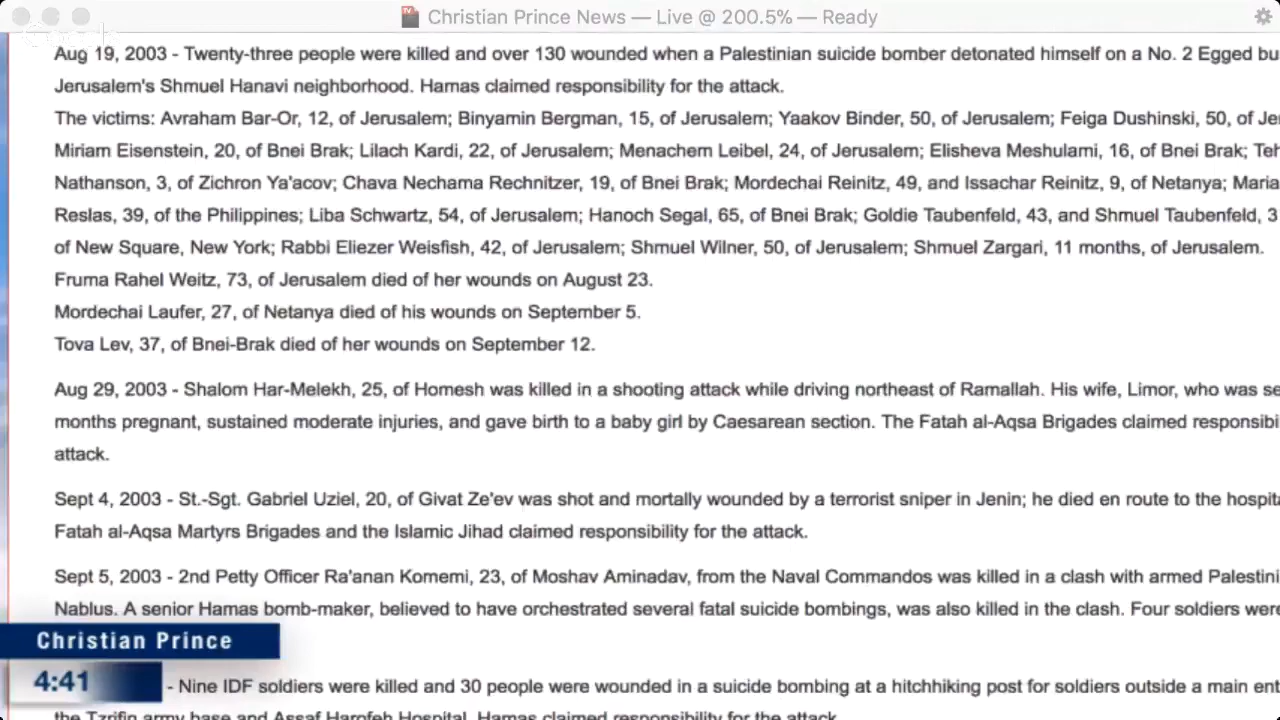 Christian Prince News — Live @ 200.5% — Ready
Aug 19, 2003 - Twenty-three people were killed and over 130 wounded when a Palestinian suicide bomber detonated himself on a No. 2 Egged
Jerusalem's Shmuel Hanavi neighborhood. Hamas claimed responsibility for the attack.
The victims: Avraham Bar-Or, 12, of Jerusalem; Binyamin Bergman, 15, of Jerusalem; Yaakov Binder, 50, of Jerusalem; Feiga Dushinski, 50, of
Miriam Eisenstein, 20, of Bnei Brak; Lilach Kardi, 22, of Jerusalem; Menachem Leibel, 24, of Jerusalem; Elisheva Meshulami, 16, of Bnei Brak;
Nathanson, 3, of Zichron Ya'acov; Chava Nechama Rechnitzer, 19, of Bnei Brak; Mordechai Reinitz, 49, and Issachar Reinitz, 9, of Netanya; Maria
Reslas, 39, of the Philippines; Liba Schwartz, 54, of Jerusalem; Hanoch Segal, 65, of Bnei Brak; Goldie Taubenfeld, 43, and Shmuel Taubenfeld, 3
of New Square, New York; Rabbi Eliezer Weisfish, 42, of Jerusalem; Shmuel Wilner, 50, of Jerusalem; Shmuel Zargari, 11 months, of Jerusalem.
Fruma Rahel Weitz, 73, of Jerusalem died of her wounds on August 23.
Mordechai Laufer, 27, of Netanya died of his wounds on September 5.
Tova Lev, 37, of Bnei-Brak died of her wounds on September 12.
Aug 29, 2003 - Shalom Har-Melekh, 25, of Homesh was killed in a shooting attack while driving northeast of Ramallah. His wife, Limor, who was
months pregnant, sustained moderate injuries, and gave birth to a baby girl by Caesarean section. The Fatah al-Aqsa Brigades claimed
attack.
Sept 4, 2003 - St.-Sgt. Gabriel Uziel, 20, of Givat Ze'ev was shot and mortally wounded by a terrorist sniper in Jenin; he died en route to the
Fatah al-Aqsa Martyrs Brigades and the Islamic Jihad claimed responsibility for the attack.
Sept 5, 2003 - 2nd Petty Officer Ra'anan Komemi, 23, of Moshav Aminadav, from the Naval Commandos was killed in a clash with armed
Nablus. A senior Hamas bomb-maker, believed to have orchestrated several fatal suicide bombings, was also killed in the clash. Four soldiers were
Christian Prince
4:41
- Nine IDF soldiers were killed and 30 people were wounded in a suicide bombing at a hitchhiking post for soldiers outside a main
the Tzrifin army base and Assaf Harofeh Hospital. Hamas claimed responsibility for the attack.